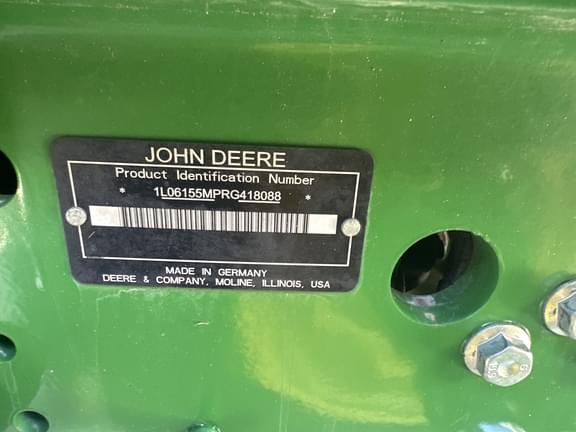 JOHN DEERE
Product Identification Number
* 1L06155MPRG418088 *
MADE IN GERMANY
DEERE & COMPANY, MOLINE, ILLINOIS, USA